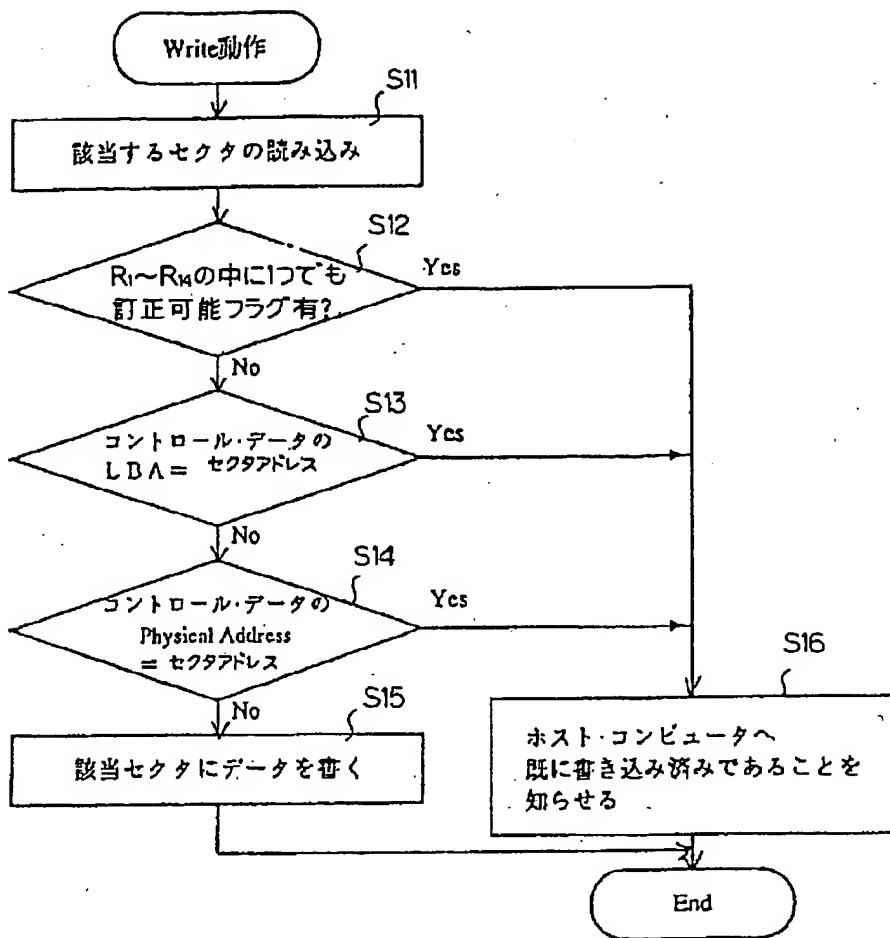 Write動作
S11
該当するセクタの読み込み
S12
R₁～R₁₄の中に1つでも
訂正可能フラグ有?
Yes
No
S13
コントロール・データの
LBA= セクタアドレス
Yes
No
S14
コントロール・データの
Physical Address
= セクタアドレス
Yes
No
S15
該当セクタにデータを書く
S16
ホスト・コンピュータへ
既に書き込み済みであることを
知らせる
End